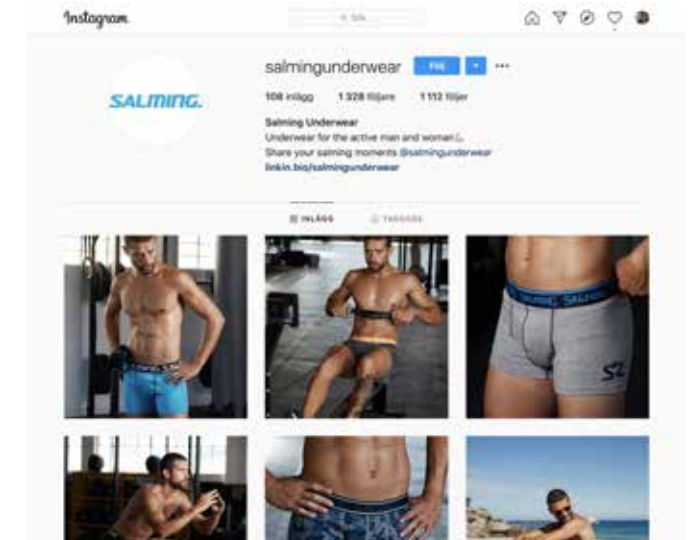 Instagram
Sök
salmingunderwear Följ
108 inlägg 1 328 följare 1 112 följer
SALMING.
Salming Underwear
Underwear for the active man and woman
Share your salming moments @salmingunderwear
linkin.bio/salmingunderwear
INLÄGG TAGGADE
SALMING SALMING